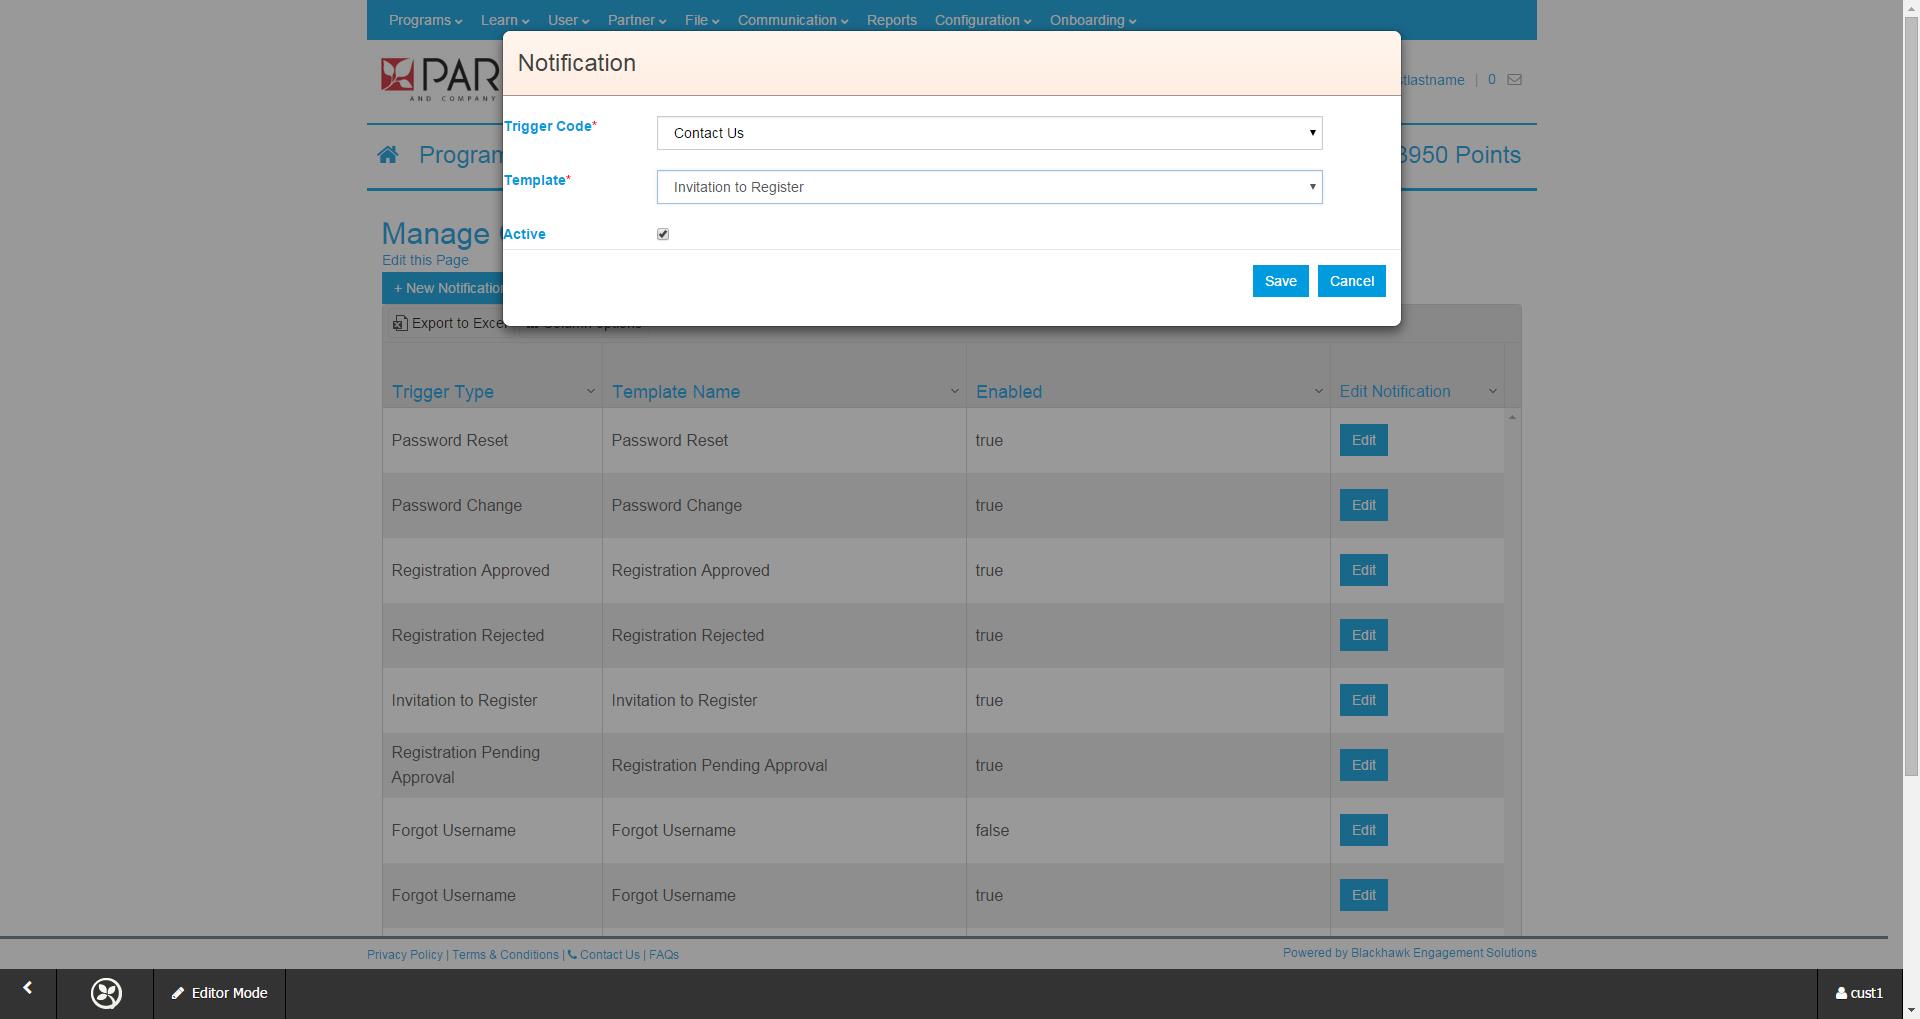 Programs Learn User Partner File Communication Reports Configuration Onboarding
Notification
PAR
AND COMPANY
tlastname | 0
Trigger Code*
Contact Us
Template*
Invitation to Register
3950 Points
Active
Manage
Edit this Page
+ New Notification
Save Cancel
Export to Excel
Trigger Type Template Name Enabled Edit Notification
Password Reset Password Reset true Edit
Password Change Password Change true Edit
Registration Approved Registration Approved true Edit
Registration Rejected Registration Rejected true Edit
Invitation to Register Invitation to Register true Edit
Registration Pending
Approval Registration Pending Approval true Edit
Forgot Username Forgot Username false Edit
Forgot Username Forgot Username true Edit
Privacy Policy | Terms & Conditions | Contact Us | FAQs
Powered by Blackhawk Engagement Solutions
Editor Mode
cust1